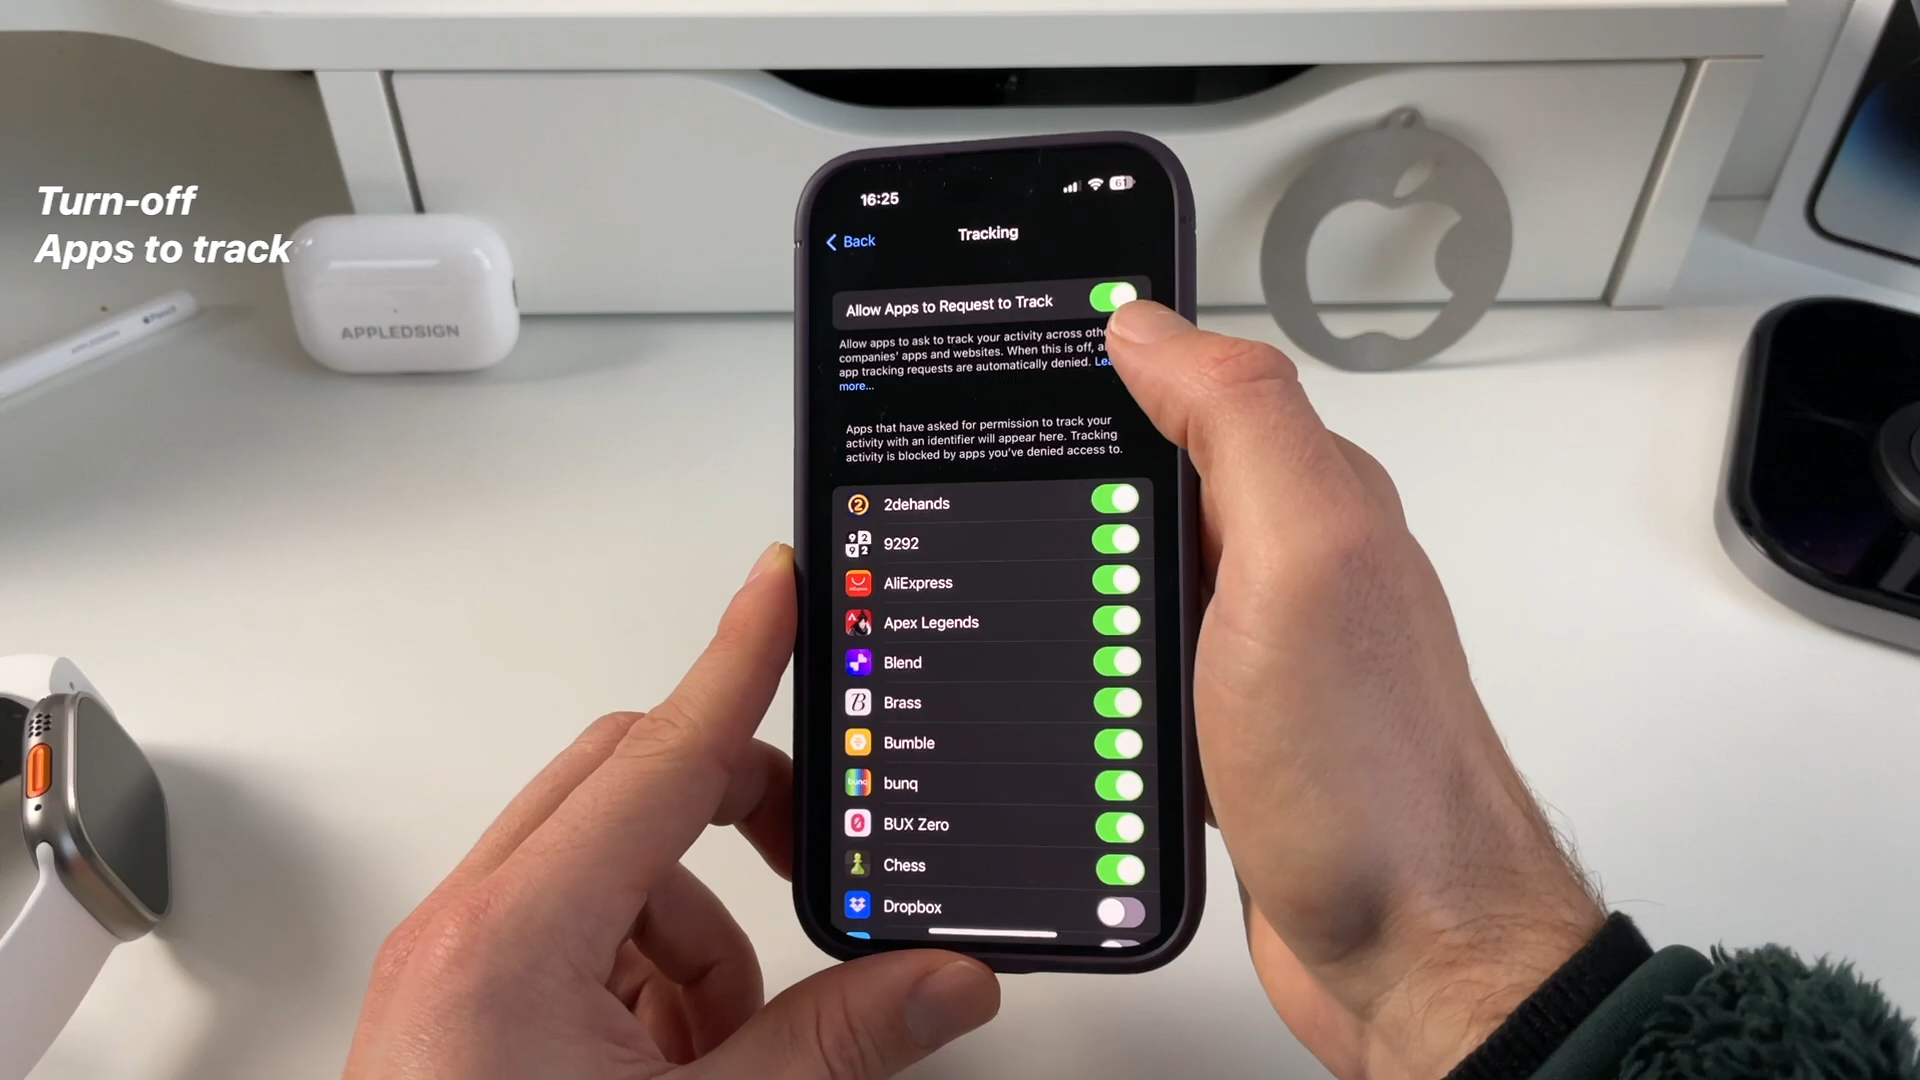 Turn-off
Apps to track
APPLEDSIGN
16:25
61
Back
Tracking
Allow Apps to Request to Track
Allow apps to ask to track your activity across
companies' apps and websites. When this is off,
app tracking requests are automatically denied.
more...
Apps that have asked for permission to track your
activity with an identifier will appear here. Tracking
activity is blocked by apps you've denied access to.
2dehands
9292
AliExpress
Apex Legends
Blend
Brass
Bumble
bunq
BUX Zero
Chess
Dropbox